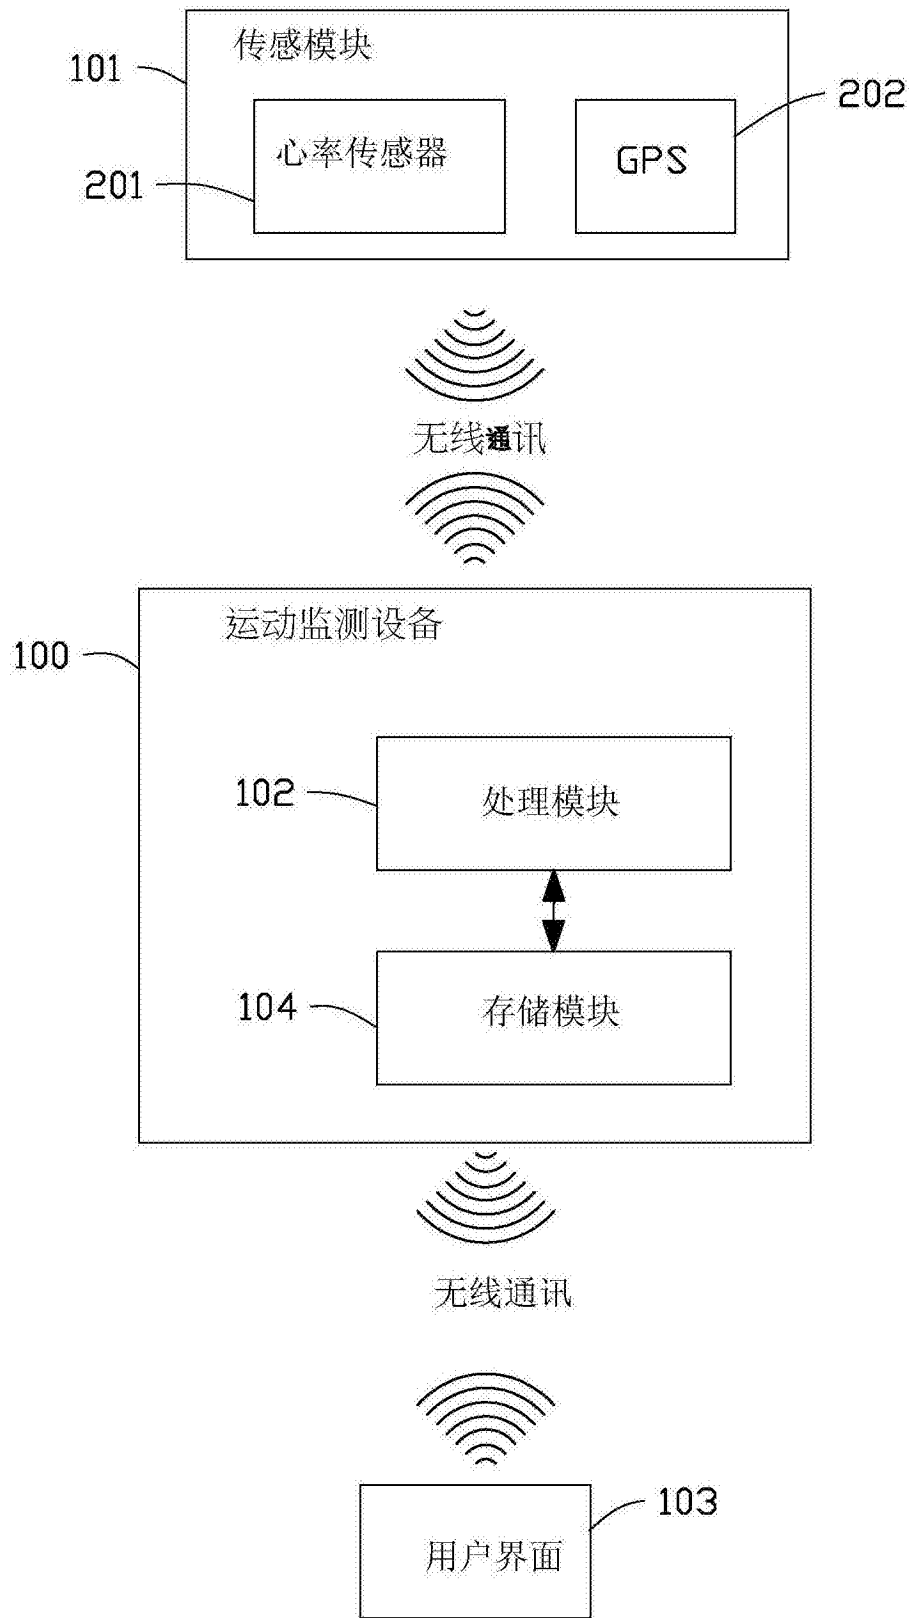 传感模块
101
202
心率传感器
GPS
201
无线通讯
运动监测设备
100
102
处理模块
104
存储模块
无线通讯
103
用户界面